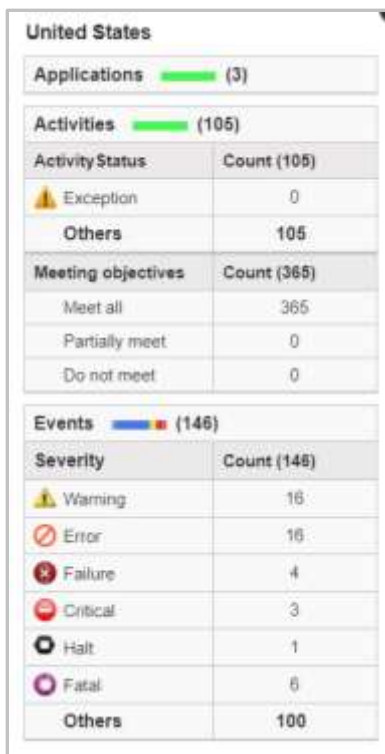 United States
Applications (3)
Activities (105)
Activity Status Count (105)
Exception 0
Others 105
Meeting objectives Count (365)
Meet all 365
Partially meet 0
Do not meet 0
Events (146)
Severity Count (146)
Warning 16
Error 16
Failure 4
Critical 3
Halt 1
Fatal 6
Others 100